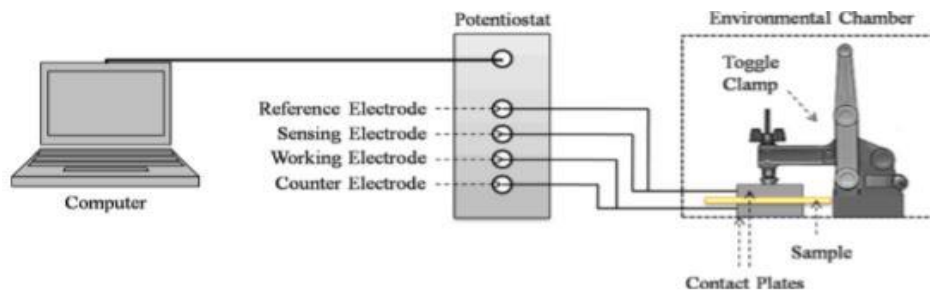 Potentiostat
Environmental Chamber
Toggle
Clamp
Reference Electrode
Sensing Electrode
Working Electrode
Counter Electrode
Computer
Sample
Contact Plates